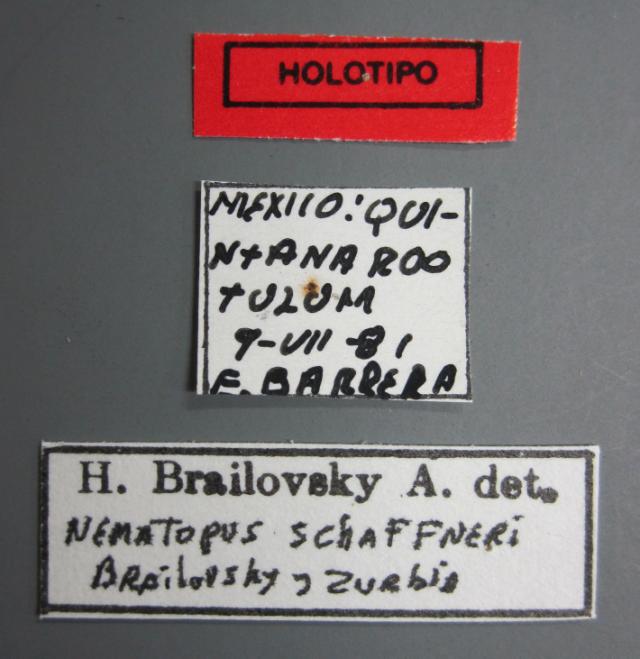 HOLOTIPO
MEXICO: QUI-
NTANA ROO
TULUM
9-VII-81
E. BARRERA
H. Brailovsky A. det.
NEMATOPUS SCHAFFNERI
Brailovsky y Zurbia